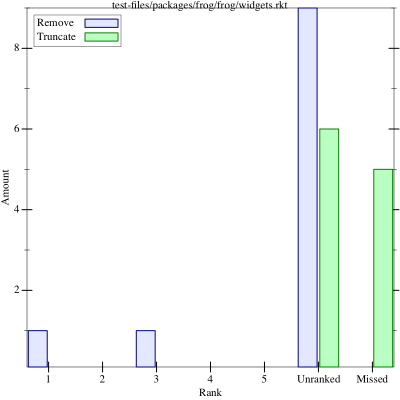 test-files/packages/frog/frog/widgets.rkt
Remove
Truncate
8
6
4
2
Amount
1 2 3 4 5 Unranked Missed
Rank